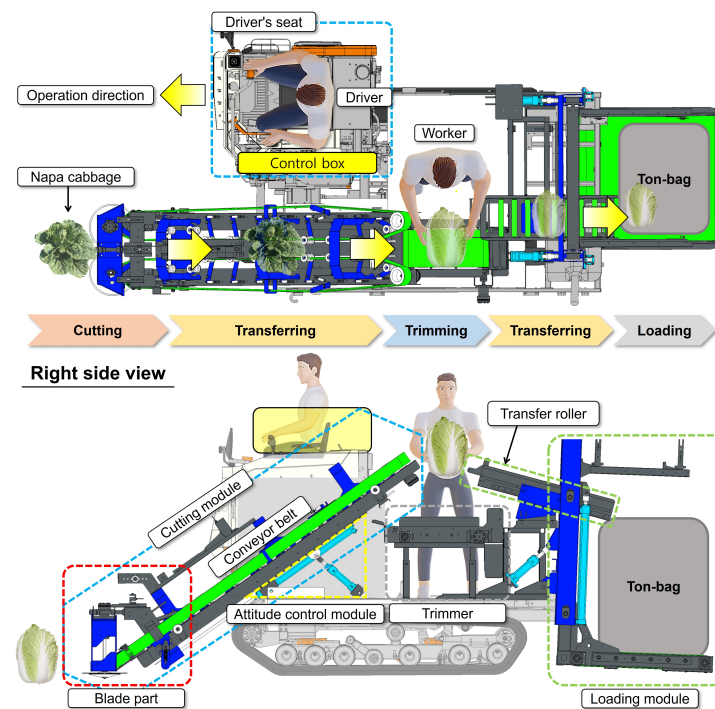 Driver's seat
Operation direction
Driver
Worker
Control box
Napa cabbage
Ton-bag
Cutting
Transferring
Trimming
Transferring
Loading
Right side view
Transfer roller
Cutting module
Conveyor belt
Ton-bag
Attitude control module
Trimmer
Blade part
Loading module